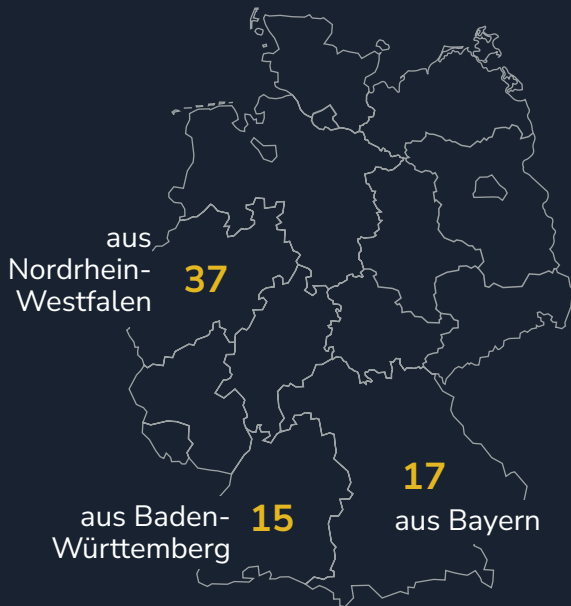 aus
Nordrhein-
Westfalen
37
17
aus Bayern
aus Baden-
Württemberg
15